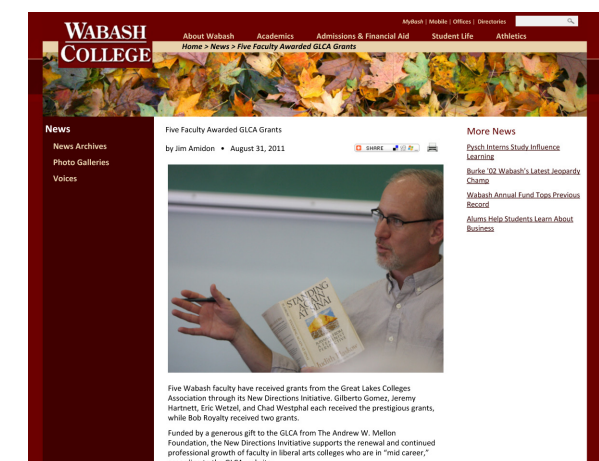 WABASH
COLLEGE
MyBash | Mobile | Offices | Directories
About Wabash Academics Admissions & Financial Aid Student Life Athletics
Home > News > Five Faculty Awarded GLCA Grants
News
News Archives
Photo Galleries
Voices
Five Faculty Awarded GLCA Grants
by Jim Amidon • August 31, 2011
SHARE
STANDING
AGAIN
AT SINAI
Five Wabash faculty have received grants from the Great Lakes Colleges
Association through its New Directions Initiative. Gilberto Gomez, Jeremy
Hartnett, Eric Wetzel, and Chad Westphal each received the prestigious grants,
while Bob Royalty received two grants.
Funded by a generous gift to the GLCA from The Andrew W. Mellon
Foundation, the New Directions Invitiative supports the renewal and continued
professional growth of faculty in liberal arts colleges who are in "mid career,"
More News
Pysch Interns Study Influence
Learning
Burke '02 Wabash's Latest Jeopardy
Champ
Wabash Annual Fund Tops Previous
Record
Alums Help Students Learn About
Business